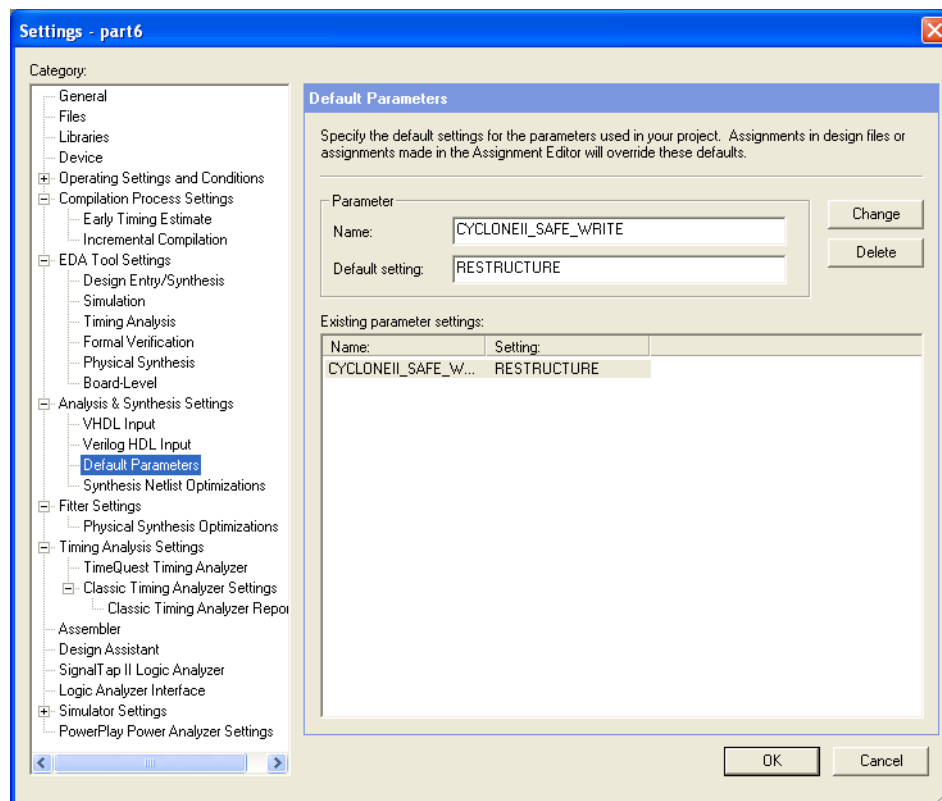 Settings - part6
Category:
General
Files
Libraries
Device
Operating Settings and Conditions
Compilation Process Settings
Early Timing Estimate
Incremental Compilation
EDA Tool Settings
Design Entry/Synthesis
Simulation
Timing Analysis
Formal Verification
Physical Synthesis
Board-Level
Analysis & Synthesis Settings
VHDL Input
Verilog HDL Input
Default Parameters
Synthesis Netlist Optimizations
Fitter Settings
Physical Synthesis Optimizations
Timing Analysis Settings
TimeQuest Timing Analyzer
Classic Timing Analyzer Settings
Classic Timing Analyzer Repor
Assembler
Design Assistant
SignalTap II Logic Analyzer
Logic Analyzer Interface
Simulator Settings
PowerPlay Power Analyzer Settings
Default Parameters
Specify the default settings for the parameters used in your project. Assignments in design files or
assignments made in the Assignment Editor will override these defaults.
Parameter
Name: CYCLONEII_SAFE_WRITE
Default setting: RESTRUCTURE
Change
Delete
Existing parameter settings:
Name: Setting:
CYCLONEII_SAFE_W... RESTRUCTURE
OK Cancel